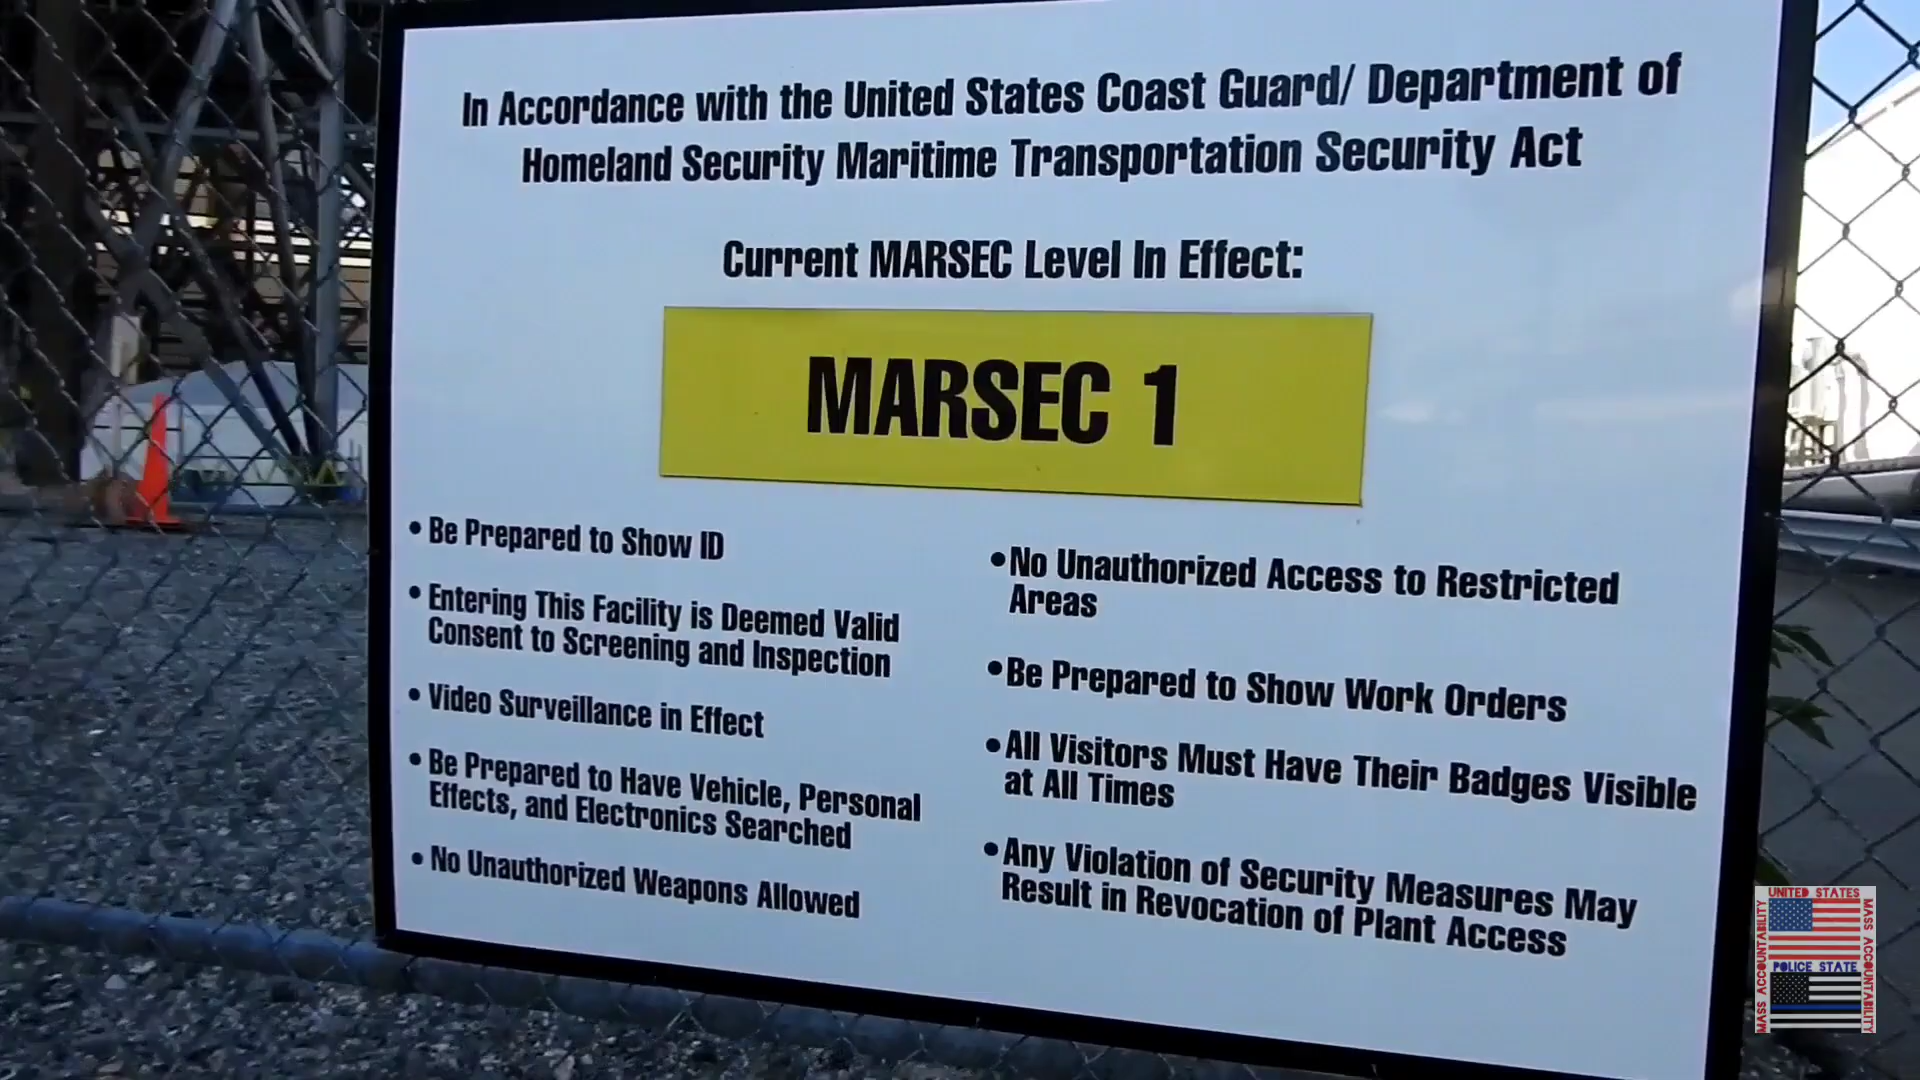 In Accordance with the United States Coast Guard/ Department of
Homeland Security Maritime Transportation Security Act
Current MARSEC Level In Effect:
MARSEC 1
• Be Prepared to Show ID
• Entering This Facility is Deemed Valid
Consent to Screening and Inspection
• Video Surveillance in Effect
• Be Prepared to Have Vehicle, Personal
Effects, and Electronics Searched
• No Unauthorized Weapons Allowed
• No Unauthorized Access to Restricted
Areas
• Be Prepared to Show Work Orders
• All Visitors Must Have Their Badges Visible
at All Times
• Any Violation of Security Measures May
Result in Revocation of Plant Access
UNITED STATES
MASS ACCOUNTABILITY
MASS ACCOUNTABILITY
POLICE STATE